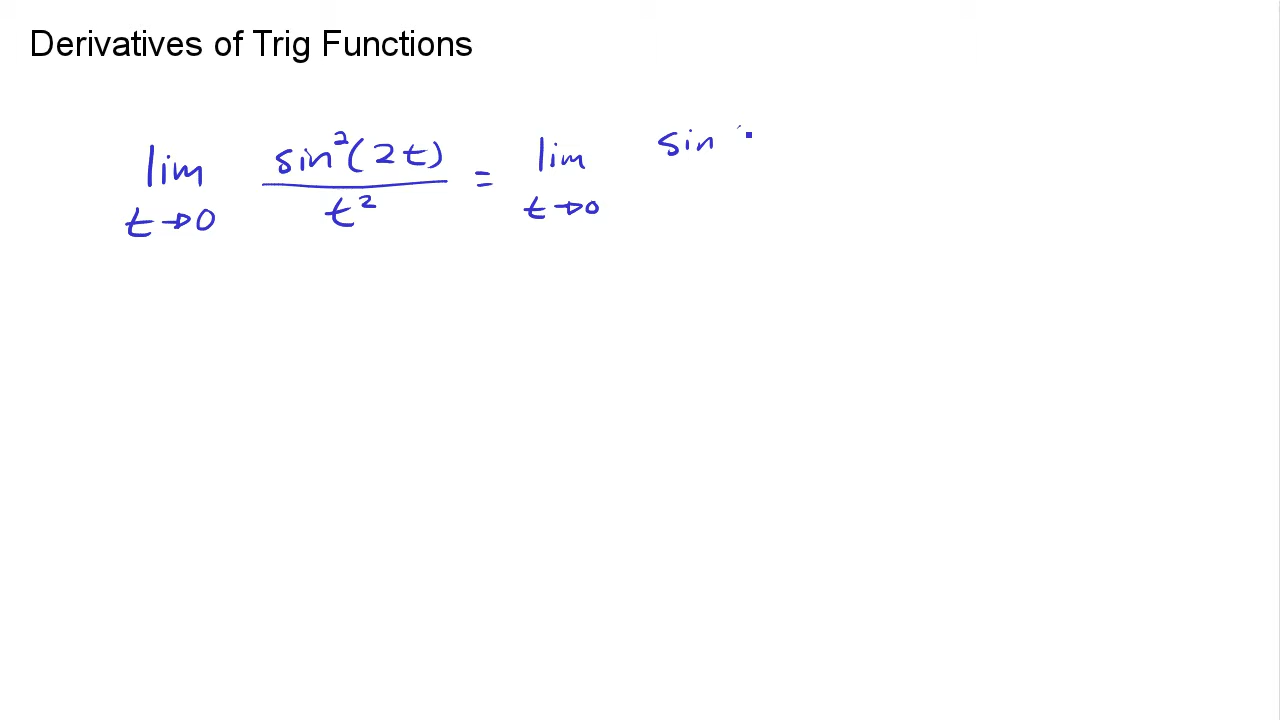 Derivatives of Trig Functions
lim t→0 sin²(2t)/t² = lim t→0 sin